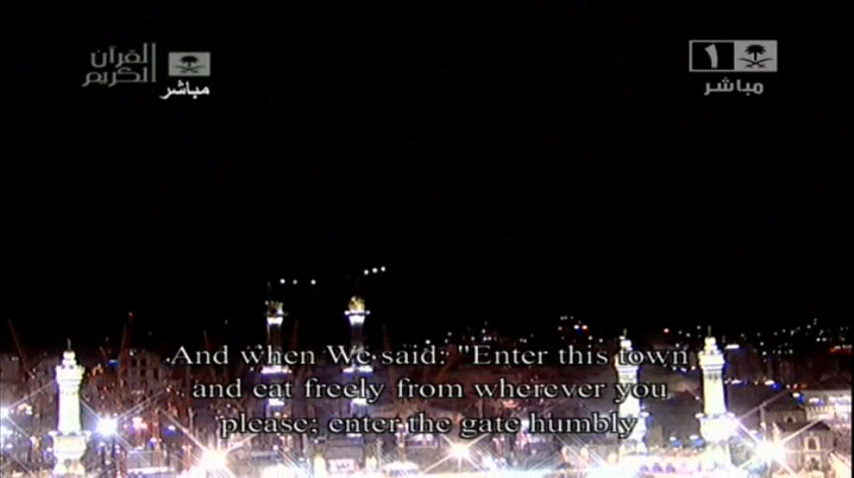 القرآن
الكريم
مباشر
١
مباشر
And when We said: "Enter this town
and eat freely from wherever you
please; enter the gate humbly